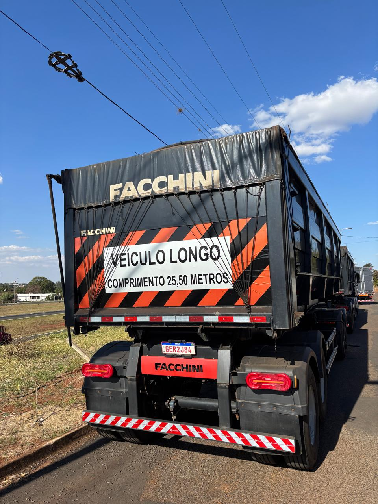 FACCHINI
FACCHINI
VEÍCULO LONGO
COMPRIMENTO 25,50 METROS
FACCHINI